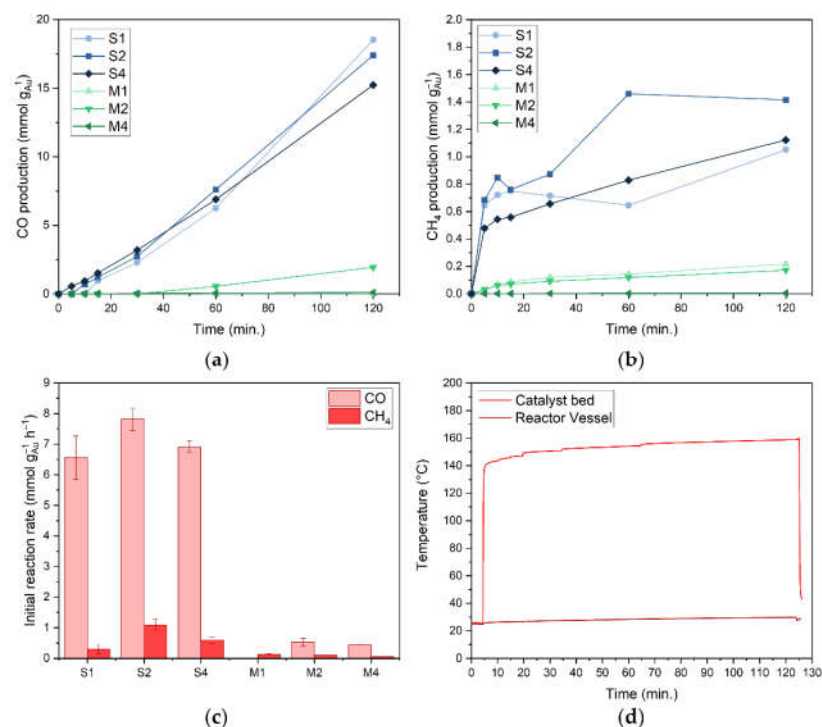 20
15
10
5
0
0 20 40 60 80 100 120
CO production (mmol g⁻¹Au)
Time (min.)
S1
S2
S4
M1
M2
M4
(a)
2.0
1.8
1.6
1.4
1.2
1.0
0.8
0.6
0.4
0.2
0.0
0 20 40 60 80 100 120
CH₄ production (mmol g⁻¹Au)
Time (min.)
S1
S2
S4
M1
M2
M4
(b)
9
8
7
6
5
4
3
2
1
0
Initial reaction rate (mmol g⁻¹Au h⁻¹)
CO
CH₄
S1 S2 S4 M1 M2 M4
(c)
200
180
160
140
120
100
80
60
40
20
0
Temperature (°C)
Catalyst bed
Reactor Vessel
0 10 20 30 40 50 60 70 80 90 100 110 120 130
Time (min.)
(d)